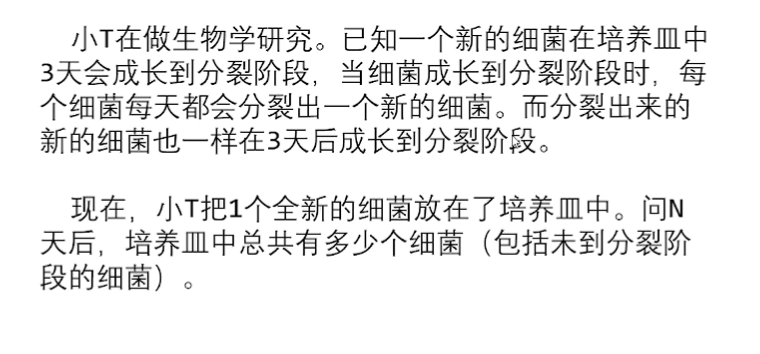 小T在做生物学研究。已知一个新的细菌在培养皿中
3天会成长到分裂阶段，当细菌成长到分裂阶段时，每
个细菌每天都会分裂出一个新的细菌。而分裂出来的
新的细菌也一样在3天后成长到分裂阶段。
现在，小T把1个全新的细菌放在了培养皿中。问N
天后，培养皿中总共有多少个细菌（包括未到分裂阶
段的细菌）。